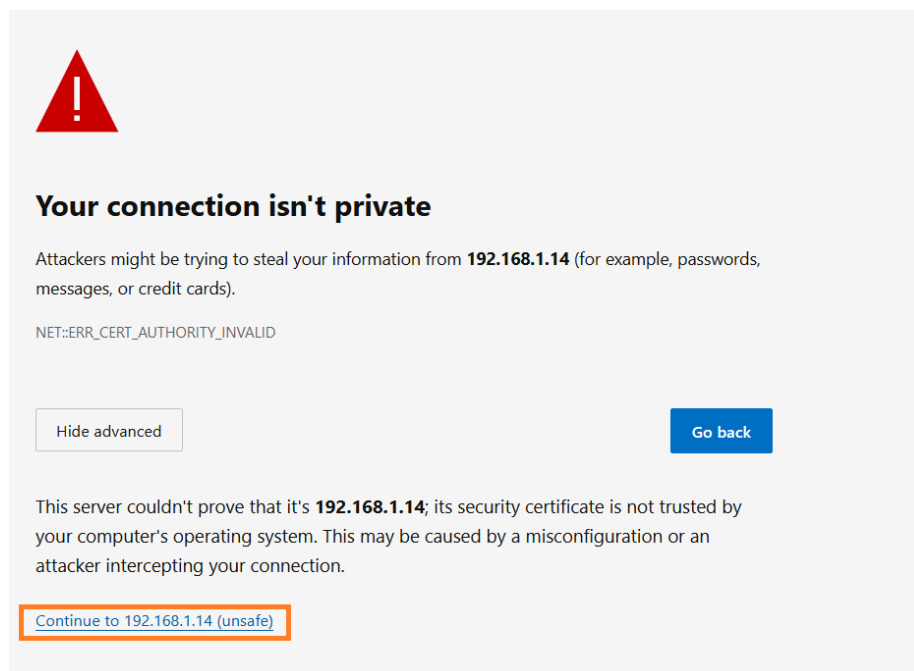 !
Your connection isn't private
Attackers might be trying to steal your information from 192.168.1.14 (for example, passwords,
messages, or credit cards).
NET::ERR_CERT_AUTHORITY_INVALID
Hide advanced
Go back
This server couldn't prove that it's 192.168.1.14; its security certificate is not trusted by
your computer's operating system. This may be caused by a misconfiguration or an
attacker intercepting your connection.
Continue to 192.168.1.14 (unsafe)